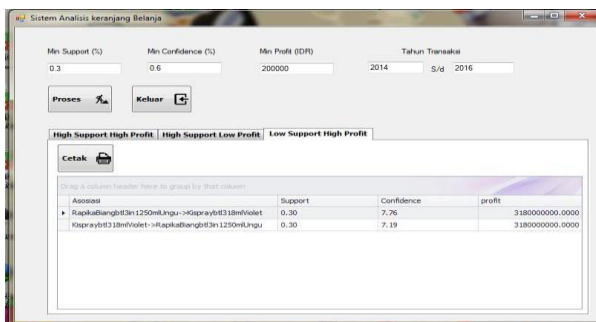 Sistem Analisis keranjang Belanja
Min Support (%) Min Confidence (%) Min Profit (IDR) Tahun Transaksi
0.3 0.6 200000 2014 S/d 2016
Proses Keluar
High Support High Profit High Support Low Profit Low Support High Profit
Cetak
Drag a column header here to group by that column
Asosiasi Support Confidence profit
RapikaBiangbtl3in1250mlUngu->Kispraybtl318mlViolet 0.30 7.76 3180000000.0000
Kispraybtl318mlViolet->RapikaBiangbtl3in1250mlUngu 0.30 7.19 3180000000.0000